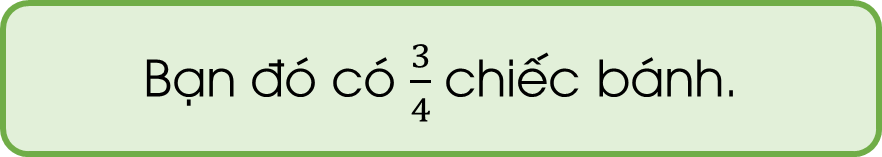 Bạn đó có 3/4 chiếc bánh.